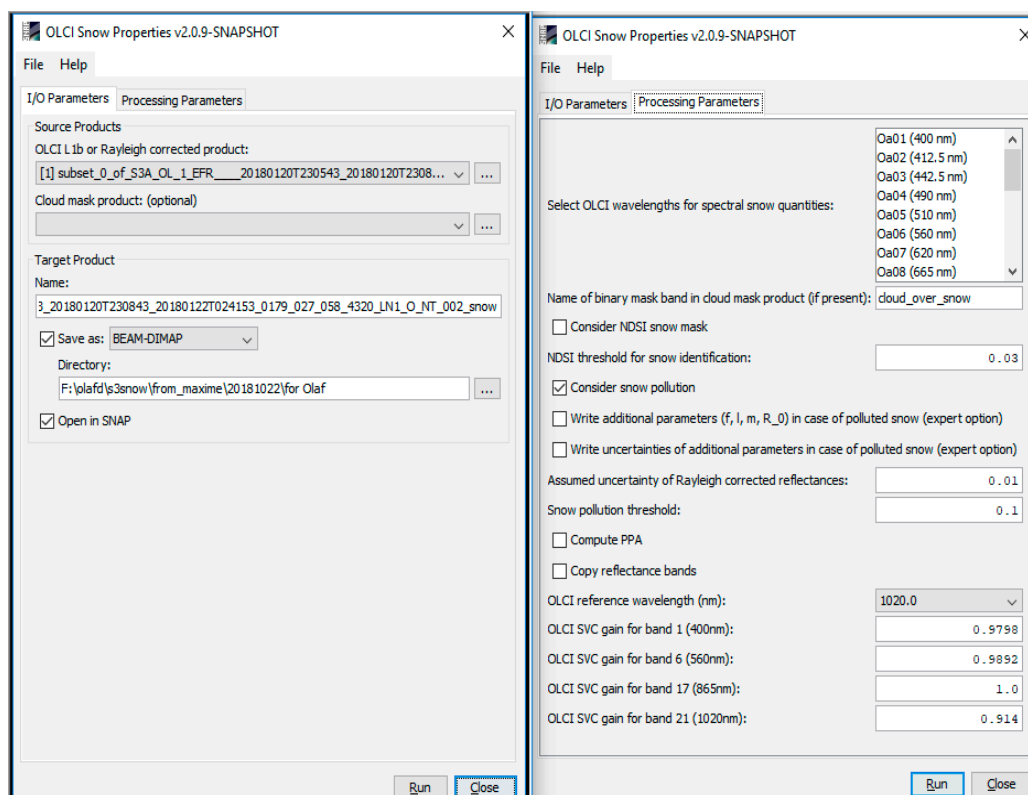 OLCI Snow Properties v2.0.9-SNAPSHOT
File Help
I/O Parameters Processing Parameters
Source Products
OLCI L1b or Rayleigh corrected product:
[1] subset_0_of_S3A_OL_1_EFR____20180120T230543_20180120T2308... ...
Cloud mask product: (optional)
...
Target Product
Name:
3_20180120T230843_20180122T024153_0179_027_058_4320_LN1_O_NT_002_snow
Save as: BEAM-DIMAP
Directory:
F:\olafd\s3snow\from_maxime\20181022\for Olaf ...
Open in SNAP
Run Close
OLCI Snow Properties v2.0.9-SNAPSHOT
File Help
I/O Parameters Processing Parameters
Select OLCI wavelengths for spectral snow quantities:
Oa01 (400 nm)
Oa02 (412.5 nm)
Oa03 (442.5 nm)
Oa04 (490 nm)
Oa05 (510 nm)
Oa06 (560 nm)
Oa07 (620 nm)
Oa08 (665 nm)
Name of binary mask band in cloud mask product (if present): cloud_over_snow
Consider NDSI snow mask
NDSI threshold for snow identification: 0.03
Consider snow pollution
Write additional parameters (f, l, m, R_0) in case of polluted snow (expert option)
Write uncertainties of additional parameters in case of polluted snow (expert option)
Assumed uncertainty of Rayleigh corrected reflectances: 0.01
Snow pollution threshold: 0.1
Compute PPA
Copy reflectance bands
OLCI reference wavelength (nm): 1020.0
OLCI SVC gain for band 1 (400nm): 0.9798
OLCI SVC gain for band 6 (560nm): 0.9892
OLCI SVC gain for band 17 (865nm): 1.0
OLCI SVC gain for band 21 (1020nm): 0.914
Run Close